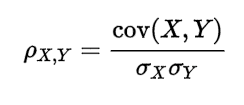 ρX,Y = cov(X, Y) / σXσY